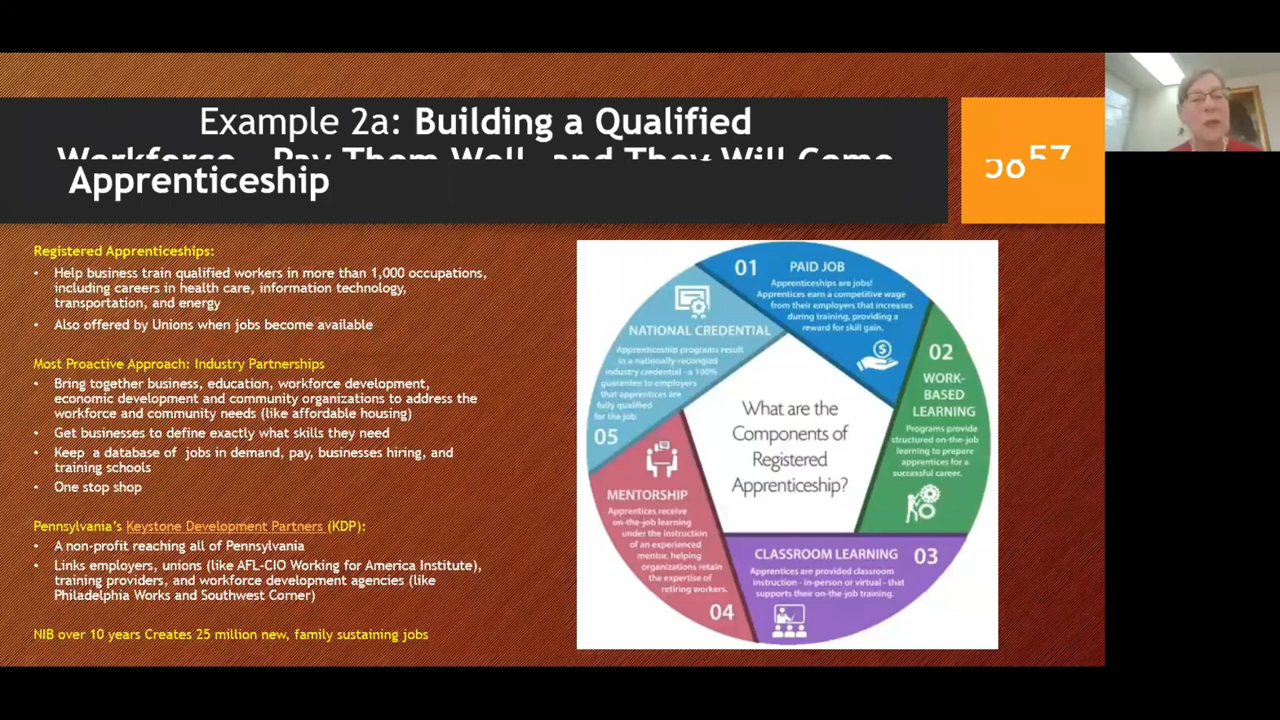 Example 2a: Building a Qualified
Workforce - Pay Them Well, and They Will Come
Apprenticeship
57
58
Registered Apprenticeships:
• Help business train qualified workers in more than 1,000 occupations,
including careers in health care, information technology,
transportation, and energy
• Also offered by Unions when jobs become available
Most Proactive Approach: Industry Partnerships
• Bring together business, education, workforce development,
economic development and community organizations to address the
workforce and community needs (like affordable housing)
• Get businesses to define exactly what skills they need
• Keep a database of jobs in demand, pay, businesses hiring, and
training schools
• One stop shop
Pennsylvania's Keystone Development Partners (KDP):
• A non-profit reaching all of Pennsylvania
• Links employers, unions (like AFL-CIO Working for America Institute),
training providers, and workforce development agencies (like
Philadelphia Works and Southwest Corner)
NIB over 10 years Creates 25 million new, family sustaining jobs
What are the
Components of
Registered
Apprenticeship?
01
PAID JOB
Apprenticeships are jobs!
Apprentices earn a competitive wage
from their employers that increases
during training, providing a
reward for skill gain.
02
WORK-
BASED
LEARNING
Programs provide
structured on-the-job
learning to prepare
apprentices for a
successful career.
CLASSROOM LEARNING
03
Apprentices are provided classroom
instruction - in-person or virtual - that
supports their on-the-job training.
MENTORSHIP
Apprentices receive
on-the-job learning
under the instruction
of an experienced
mentor, helping
organizations retain
the expertise of
retiring workers.
04
NATIONAL CREDENTIAL
Apprenticeship programs result
in a nationally-recognized
industry credential - a 100%
guarantee to employers
that apprentices are
fully qualified
for the job.
05